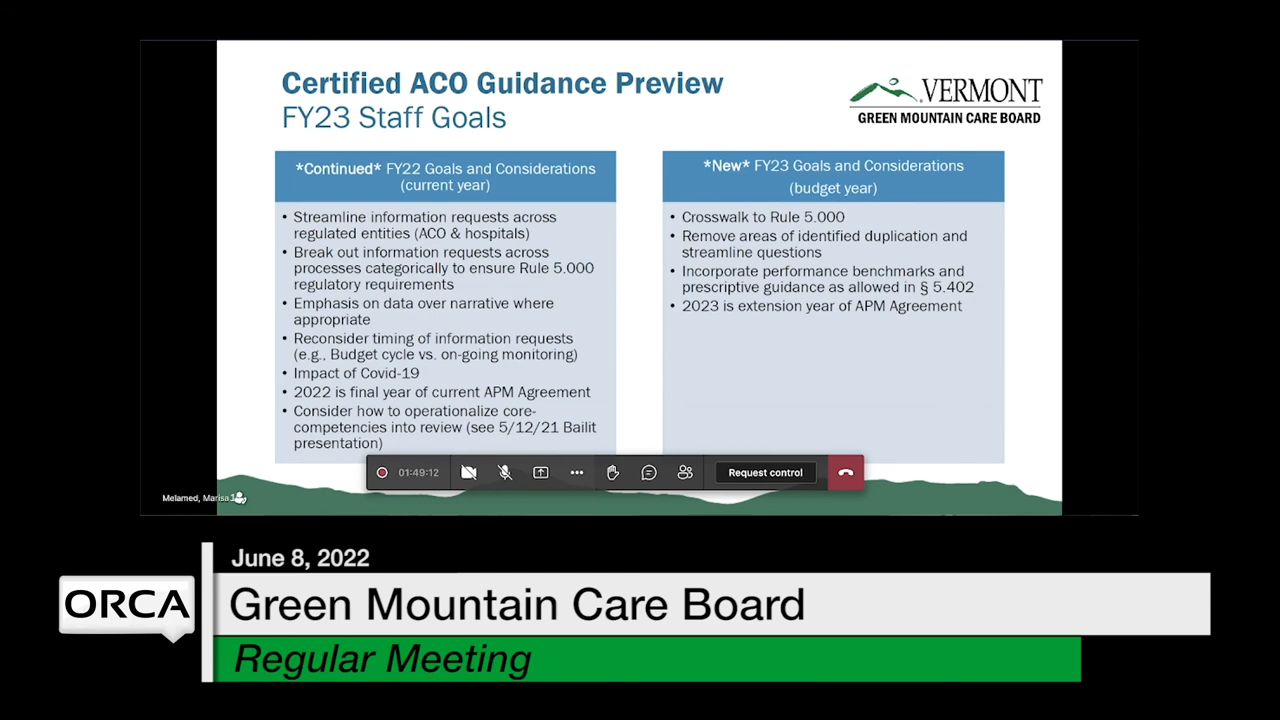 Certified ACO Guidance Preview
FY23 Staff Goals
VERMONT
GREEN MOUNTAIN CARE BOARD
*Continued* FY22 Goals and Considerations
(current year)
• Streamline information requests across
regulated entities (ACO & hospitals)
• Break out information requests across
processes categorically to ensure Rule 5.000
regulatory requirements
• Emphasis on data over narrative where
appropriate
• Reconsider timing of information requests
(e.g., Budget cycle vs. on-going monitoring)
• Impact of Covid-19
• 2022 is final year of current APM Agreement
• Consider how to operationalize core-
competencies into review (see 5/12/21 Bailit
presentation)
*New* FY23 Goals and Considerations
(budget year)
• Crosswalk to Rule 5.000
• Remove areas of identified duplication and
streamline questions
• Incorporate performance benchmarks and
prescriptive guidance as allowed in § 5.402
• 2023 is extension year of APM Agreement
01:49:12
Request control
Melamed, Marisa
June 8, 2022
ORCA
Green Mountain Care Board
Regular Meeting